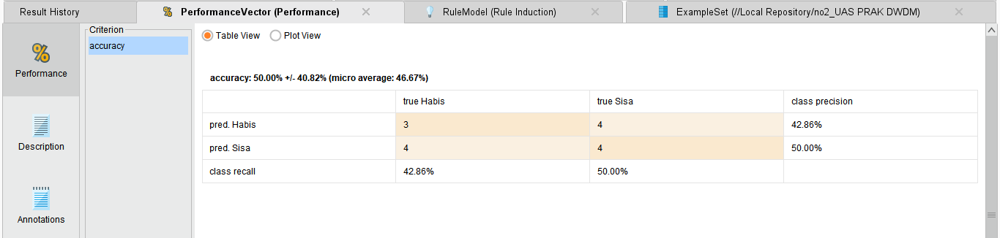 Result History
PerformanceVector (Performance)
RuleModel (Rule Induction)
ExampleSet (//Local Repository/no2_UAS PRAK DWDM)
%
Performance
Description
Annotations
Criterion
accuracy
Table View
Plot View
accuracy: 50.00% +/- 40.82% (micro average: 46.67%)
true Habis true Sisa class precision
pred. Habis 3 4 42.86%
pred. Sisa 4 4 50.00%
class recall 42.86% 50.00%